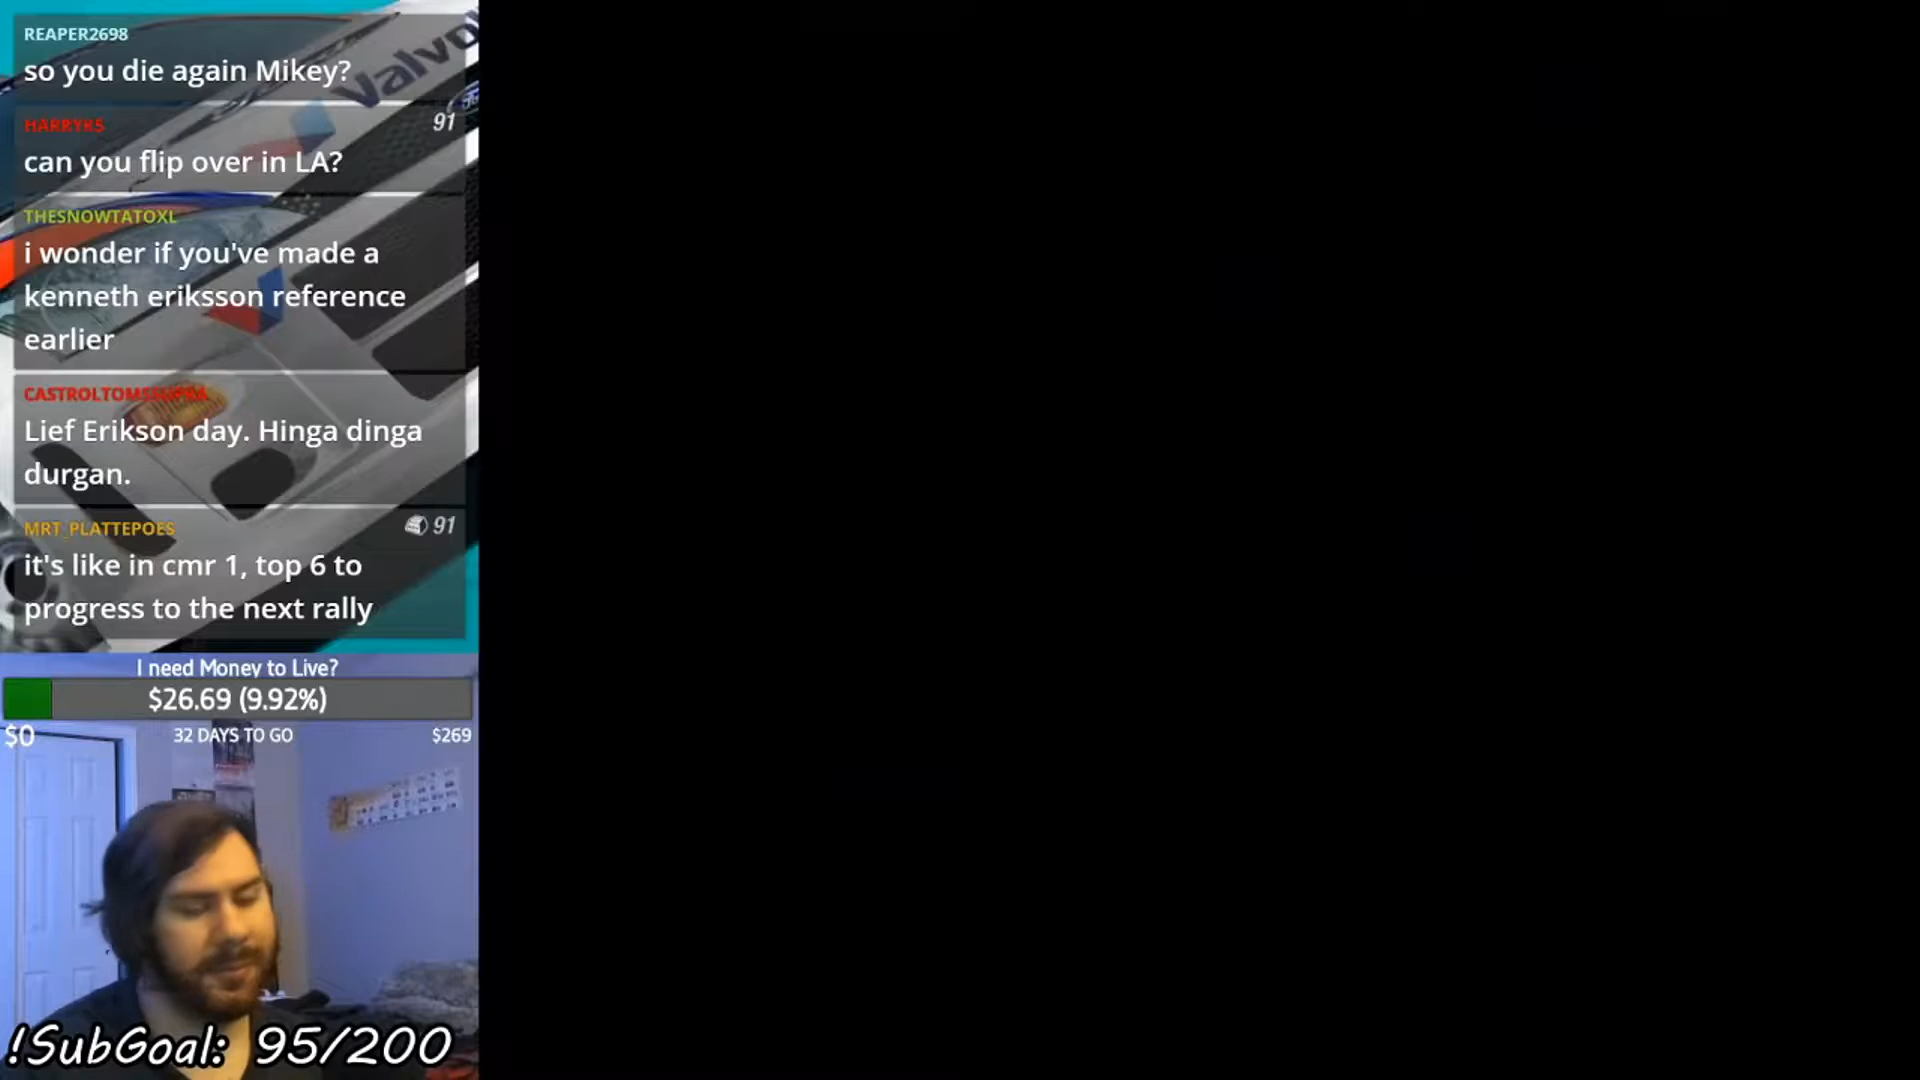 REAPER2698
so you die again Mikey?
Valvo
HARRYR5
91
can you flip over in LA?
THESNOWTATOXL
i wonder if you've made a
kenneth eriksson reference
earlier
CASTROLTOMSSUPRA
Lief Erikson day. Hinga dinga
durgan.
MRT_PLATTEPOES
91
it's like in cmr 1, top 6 to
progress to the next rally
I need Money to Live?
$26.69 (9.92%)
$0
32 DAYS TO GO
$269
!SubGoal: 95/200